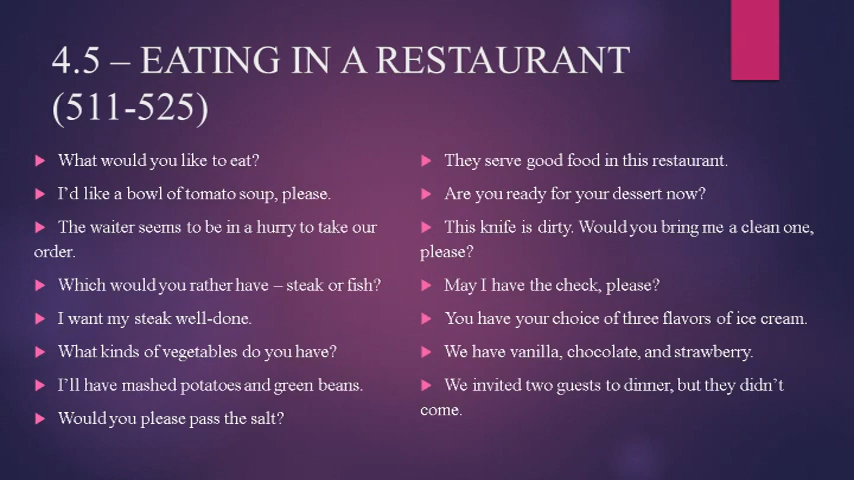 4.5 – EATING IN A RESTAURANT
(511-525)
What would you like to eat?
I'd like a bowl of tomato soup, please.
The waiter seems to be in a hurry to take our
order.
Which would you rather have – steak or fish?
I want my steak well-done.
What kinds of vegetables do you have?
I'll have mashed potatoes and green beans.
Would you please pass the salt?
They serve good food in this restaurant.
Are you ready for your dessert now?
This knife is dirty. Would you bring me a clean one,
please?
May I have the check, please?
You have your choice of three flavors of ice cream.
We have vanilla, chocolate, and strawberry.
We invited two guests to dinner, but they didn't
come.